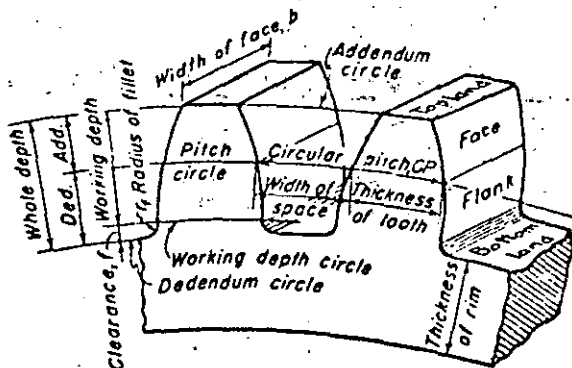 Width of face, b
Addendum
circle
Top land
Whole depth
Ded. Add.
Working depth
rf, Radius of fillet
Pitch
circle
Circular pitch, CP
Face
Width of
space
Thickness
of tooth
Flank
Bottom
land
Working depth circle
Dedendum circle
Clearance, f
Thickness
of rim